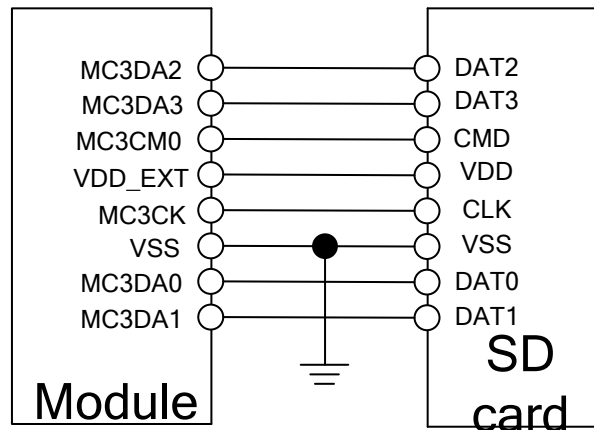 MC3DA2 DAT2
MC3DA3 DAT3
MC3CM0 CMD
VDD_EXT VDD
MC3CK CLK
VSS VSS
MC3DA0 DAT0
MC3DA1 DAT1
Module
SD
card